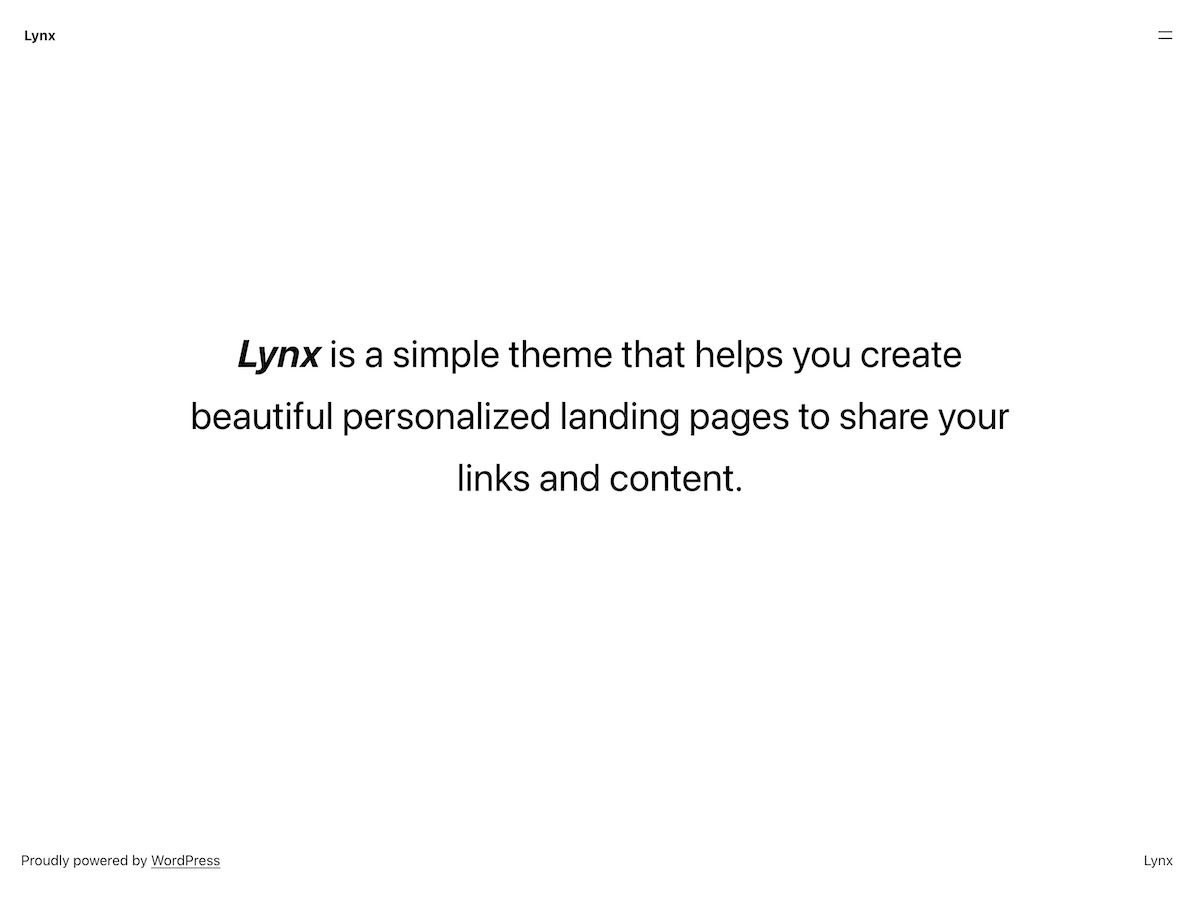 Lynx
Lynx is a simple theme that helps you create
beautiful personalized landing pages to share your
links and content.
Proudly powered by WordPress
Lynx